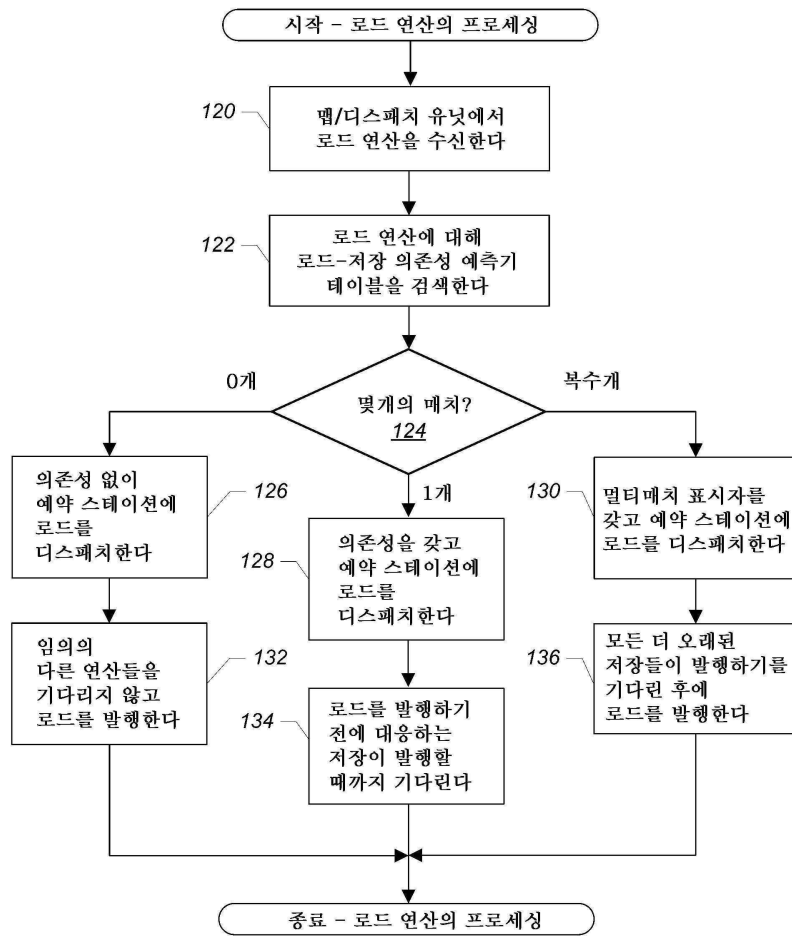 시작 - 로드 연산의 프로세싱
120
맵/디스패치 유닛에서
로드 연산을 수신한다
122
로드 연산에 대해
로드-저장 의존성 예측기
테이블을 검색한다
0개
복수개
몇개의 매치?
124
1개
의존성 없이
예약 스테이션에
로드를
디스패치한다
126
128
의존성을 갖고
예약 스테이션에
로드를
디스패치한다
130
멀티매치 표시자를
갖고 예약 스테이션에
로드를 디스패치한다
임의의
다른 연산들을
기다리지 않고
로드를 발행한다
132
134
로드를 발행하기
전에 대응하는
저장이 발행할
때까지 기다린다
136
모든 더 오래된
저장들이 발행하기를
기다린 후에
로드를 발행한다
종료 - 로드 연산의 프로세싱